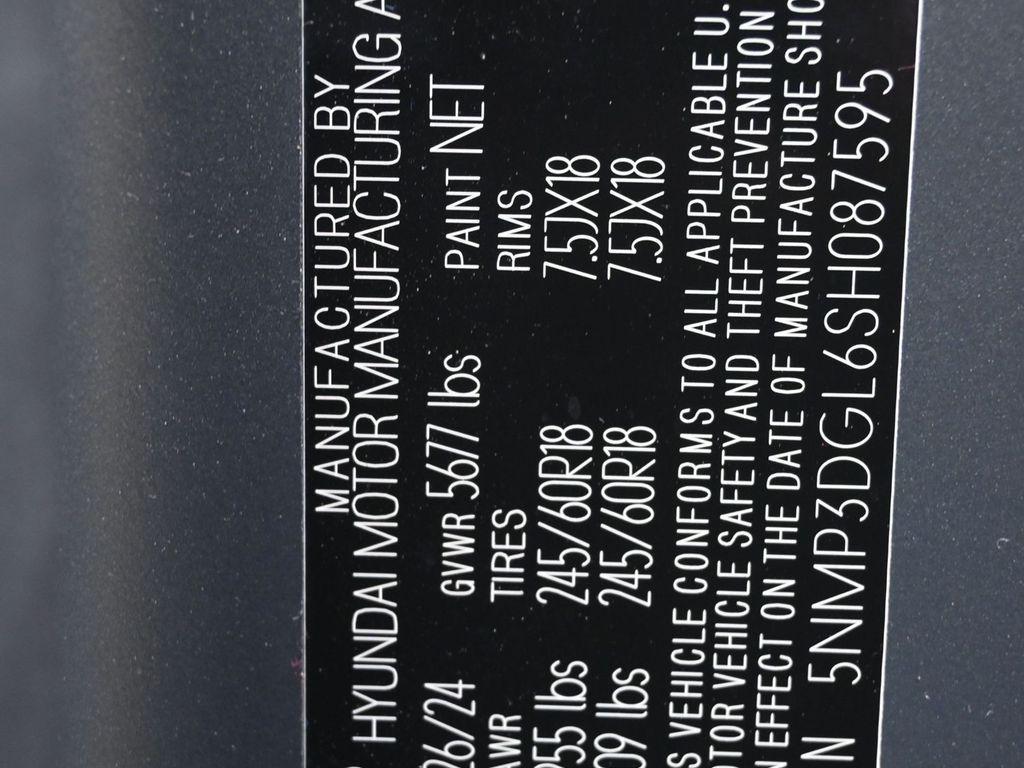 MANUFACTURED BY
HYUNDAI MOTOR MANUFACTURING A
26/24 GVWR 5677 lbs PAINT NET
AWR TIRES RIMS
55 lbs 245/60R18 7.5JX18
09 lbs 245/60R18 7.5JX18
S VEHICLE CONFORMS TO ALL APPLICABLE U.
TOR VEHICLE SAFETY AND THEFT PREVENTION
N EFFECT ON THE DATE OF MANUFACTURE SHO
N 5NMP3DGL6SH087595